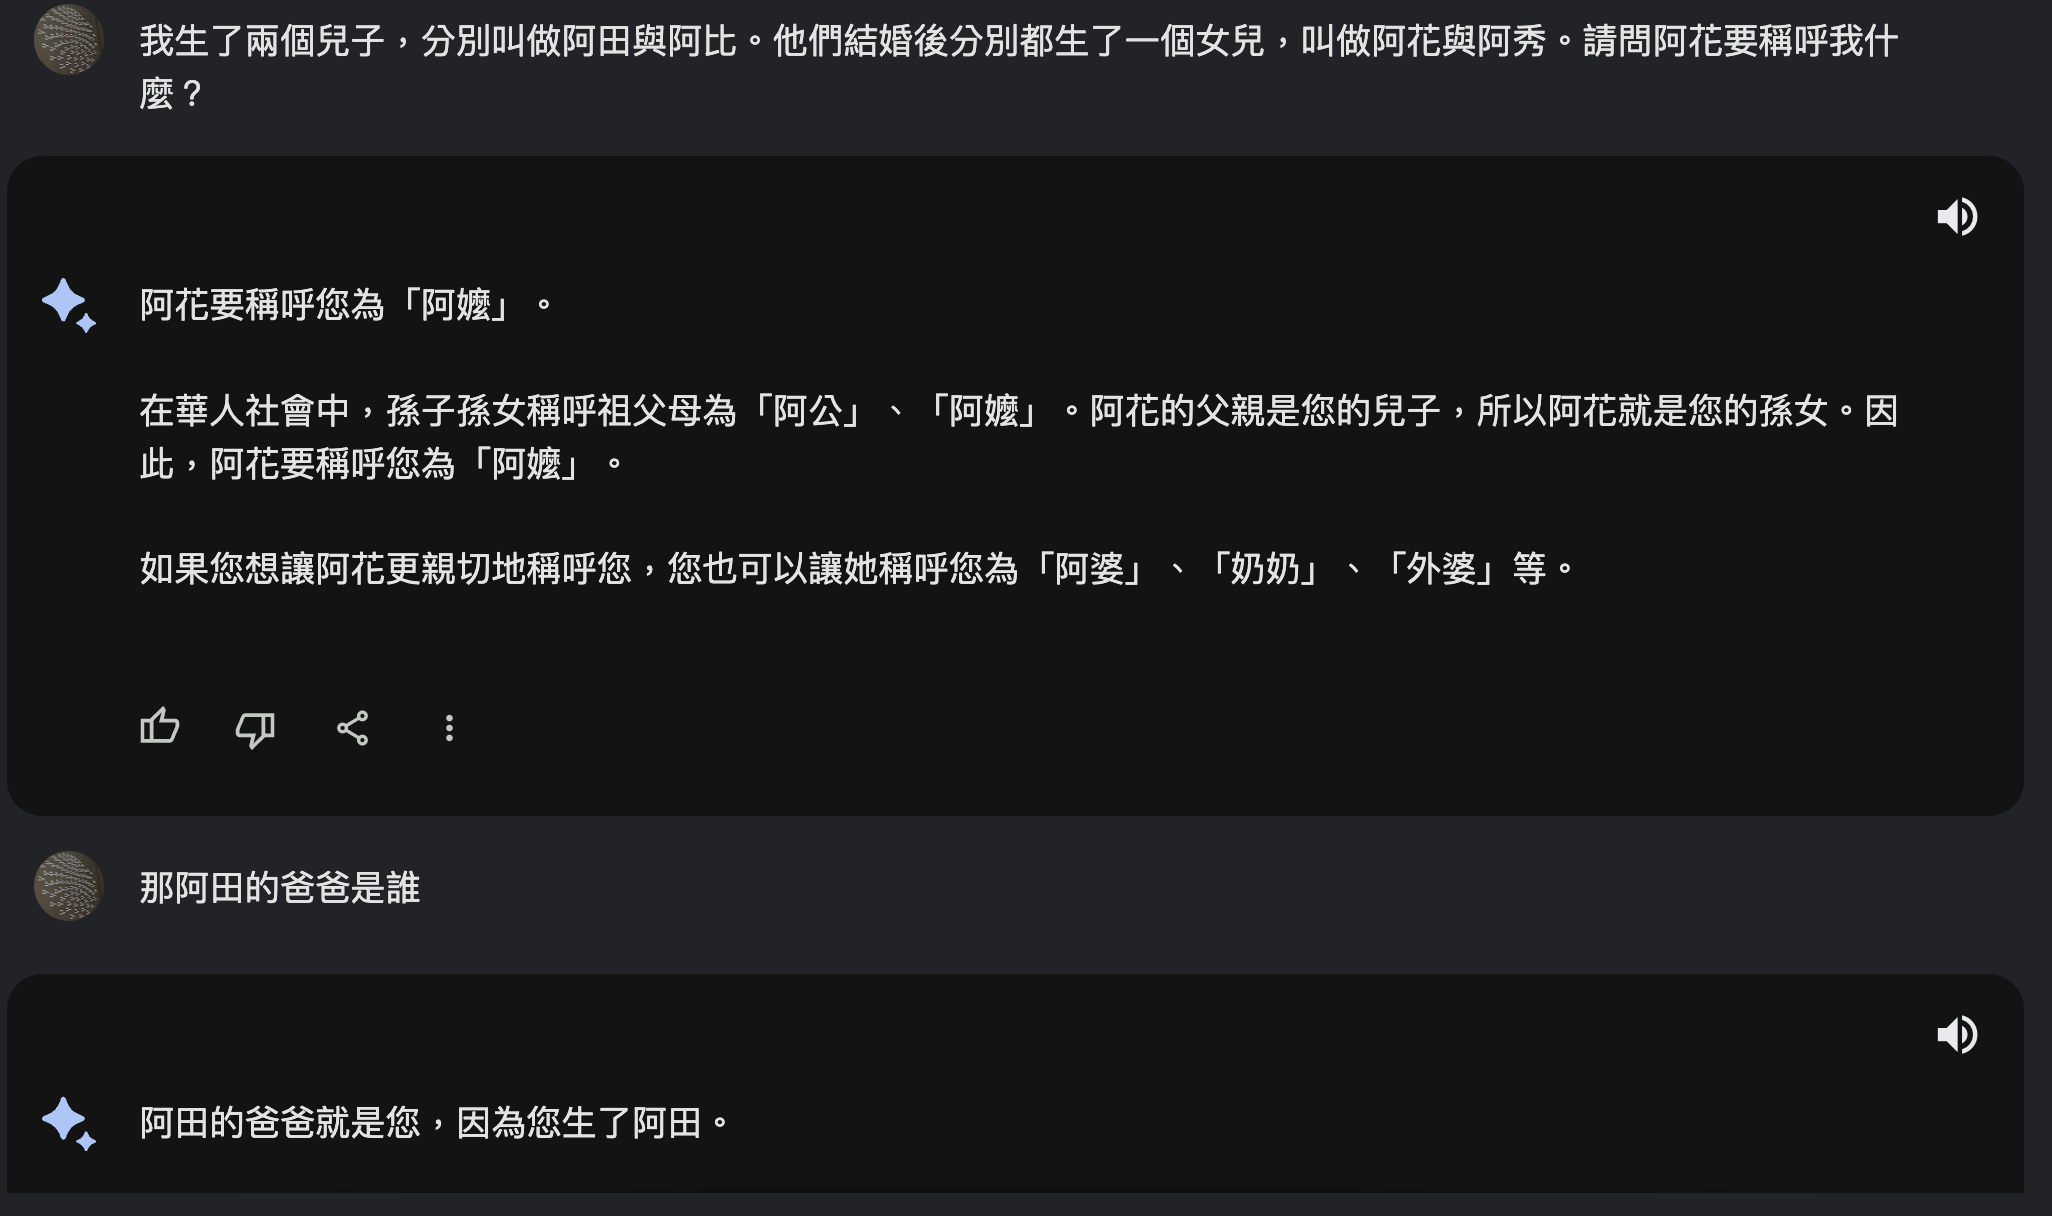 我生了兩個兒子，分別叫做阿田與阿比。他們結婚後分別都生了一個女兒，叫做阿花與阿秀。請問阿花要稱呼我什
麼？
阿花要稱呼您為「阿嬤」。
在華人社會中，孫子孫女稱呼祖父母為「阿公」、「阿嬤」。阿花的父親是您的兒子，所以阿花就是您的孫女。因
此，阿花要稱呼您為「阿嬤」。
如果您想讓阿花更親切地稱呼您，您也可以讓她稱呼您為「阿婆」、「奶奶」、「外婆」等。
那阿田的爸爸是誰
阿田的爸爸就是您，因為您生了阿田。